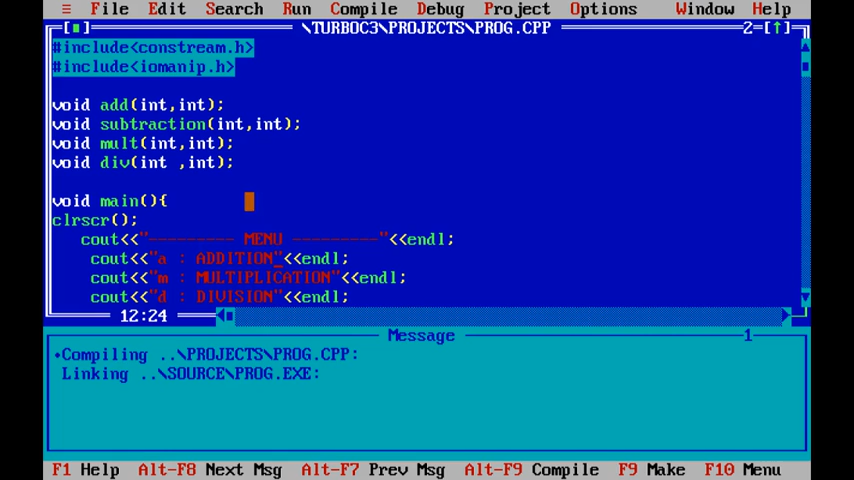 ≡ File Edit Search Run Compile Debug Project Options Window Help
[■] \TURBOC3\PROJECTS\PROG.CPP 2=[↑]
#include<constream.h>
#include<iomanip.h>
void add(int,int);
void subtraction(int,int);
void mult(int,int);
void div(int ,int);
void main(){
clrscr();
cout<<"--------- MENU ---------"<<endl;
cout<<"a : ADDITION"<<endl;
cout<<"m : MULTIPLICATION"<<endl;
cout<<"d : DIVISION"<<endl;
12:24
Message 1
•Compiling ..\PROJECTS\PROG.CPP:
Linking ..\SOURCE\PROG.EXE:
F1 Help Alt-F8 Next Msg Alt-F7 Prev Msg Alt-F9 Compile F9 Make F10 Menu